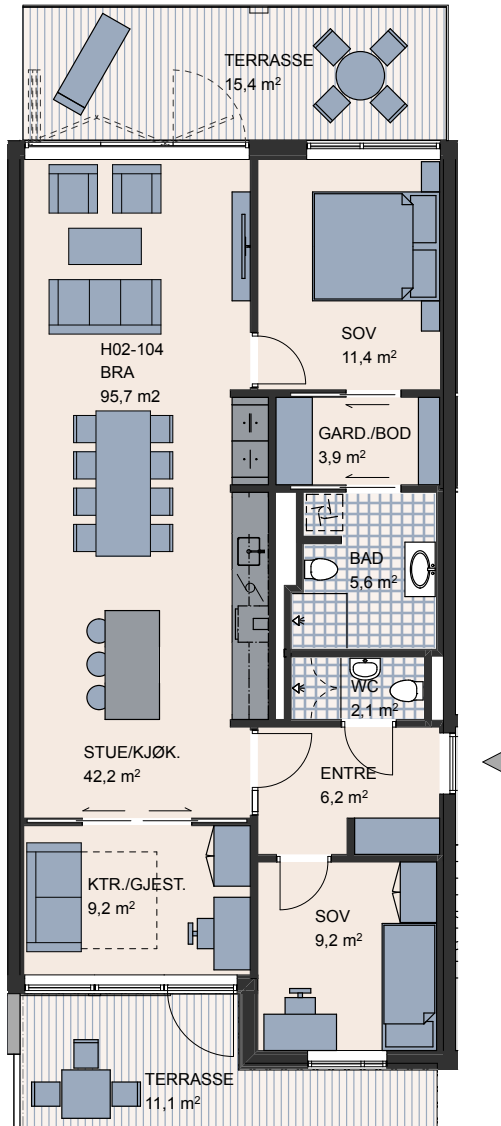 TERRASSE
15,4 m²
SOV
11,4 m²
H02-104
BRA
95,7 m2
GARD./BOD
3,9 m²
BAD
5,6 m²
WC
2,1 m²
STUE/KJØK.
42,2 m²
ENTRE
6,2 m²
KTR./GJEST.
9,2 m²
SOV
9,2 m²
TERRASSE
11,1 m²